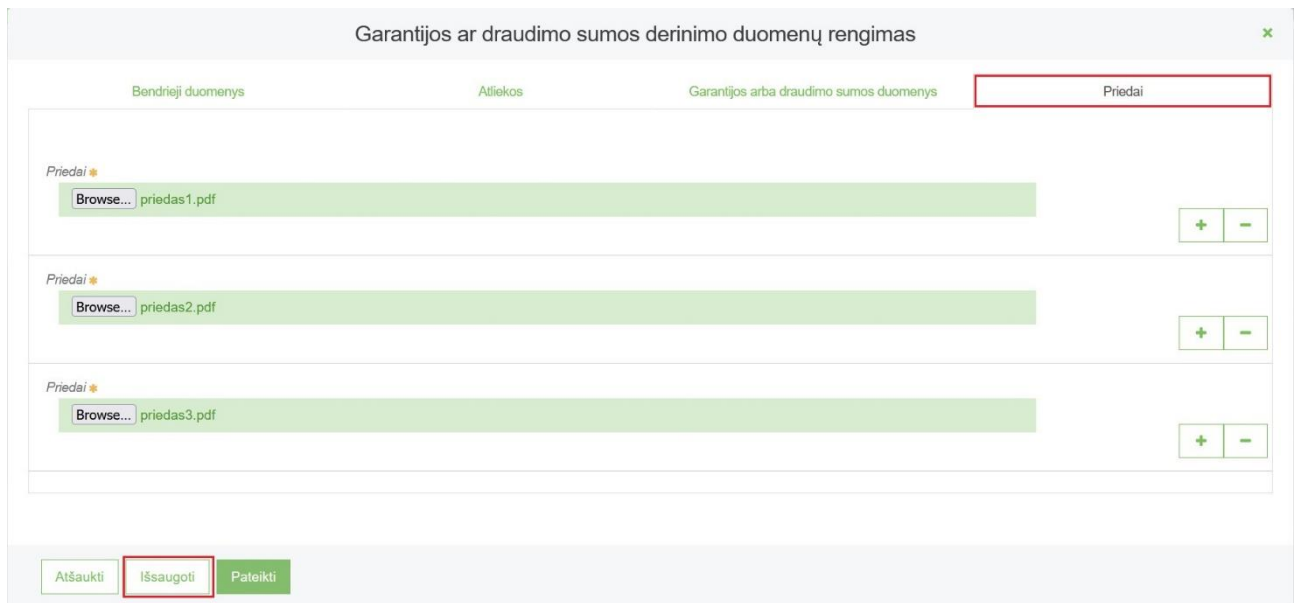 Garantijos ar draudimo sumos derinimo duomenų rengimas ×
Bendrieji duomenys Atliekos Garantijos arba draudimo sumos duomenys Priedai
Priedai *
Browse... priedas1.pdf
+ −
Priedai *
Browse... priedas2.pdf
+ −
Priedai *
Browse... priedas3.pdf
+ −
Atšaukti Išsaugoti Pateikti